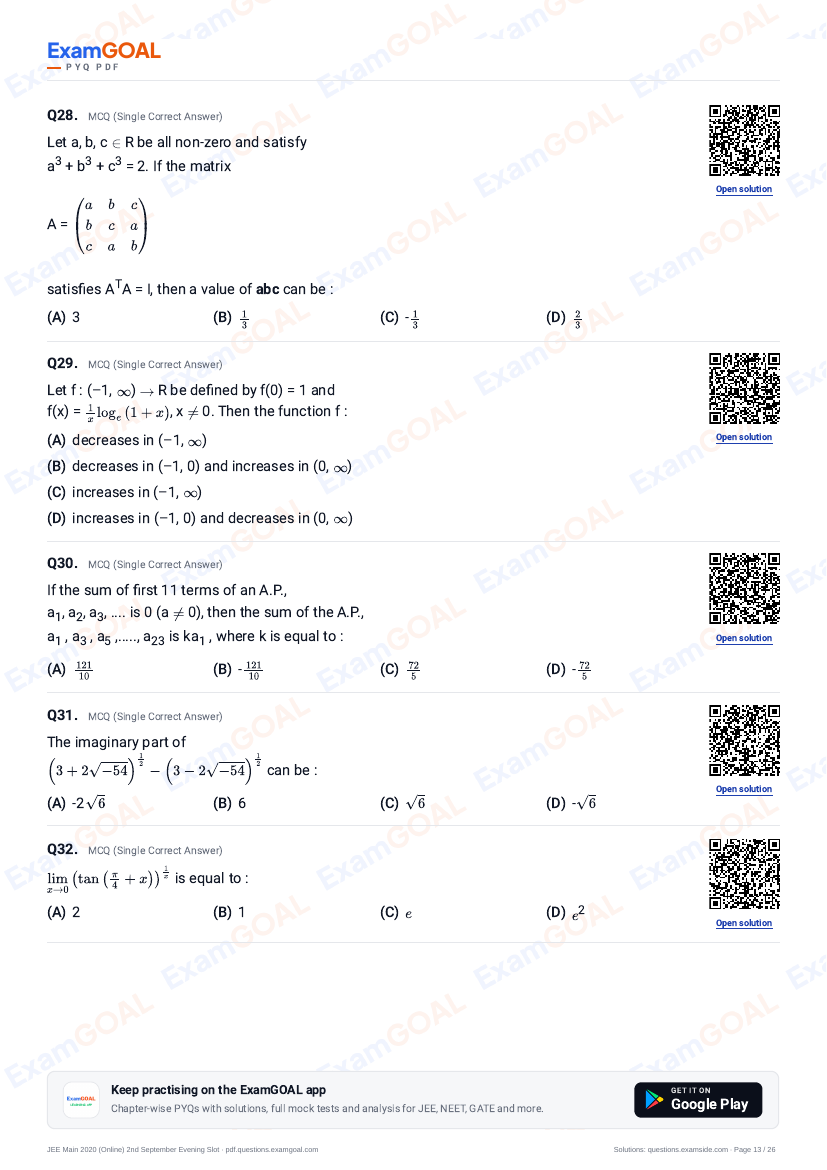 ExamGOAL
PYQ PDF
Q28. MCQ (Single Correct Answer)
Let a, b, c ∈ R be all non-zero and satisfy
a³ + b³ + c³ = 2. If the matrix
A = (a b c
b c a
c a b)
satisfies AᵀA = I, then a value of abc can be :
(A) 3 (B) 1/3 (C) -1/3 (D) 2/3
Open solution
Q29. MCQ (Single Correct Answer)
Let f : (−1, ∞) → R be defined by f(0) = 1 and
f(x) = 1/x logₑ (1 + x), x ≠ 0. Then the function f :
(A) decreases in (−1, ∞)
(B) decreases in (−1, 0) and increases in (0, ∞)
(C) increases in (−1, ∞)
(D) increases in (−1, 0) and decreases in (0, ∞)
Open solution
Q30. MCQ (Single Correct Answer)
If the sum of first 11 terms of an A.P.,
a₁, a₂, a₃, .... is 0 (a ≠ 0), then the sum of the A.P.,
a₁ , a₃ , a₅ ,....., a₂₃ is ka₁ , where k is equal to :
(A) 121/10 (B) -121/10 (C) 72/5 (D) -72/5
Open solution
Q31. MCQ (Single Correct Answer)
The imaginary part of
(3 + 2√−54)^(1/2) − (3 − 2√−54)^(1/2) can be :
(A) -2√6 (B) 6 (C) √6 (D) -√6
Open solution
Q32. MCQ (Single Correct Answer)
lim x→0 (tan (π/4 + x))^(1/x) is equal to :
(A) 2 (B) 1 (C) e (D) e²
Open solution
Keep practising on the ExamGOAL app
Chapter-wise PYQs with solutions, full mock tests and analysis for JEE, NEET, GATE and more.
GET IT ON
Google Play
JEE Main 2020 (Online) 2nd September Evening Slot · pdf.questions.examgoal.com
Solutions: questions.examside.com · Page 13 / 26